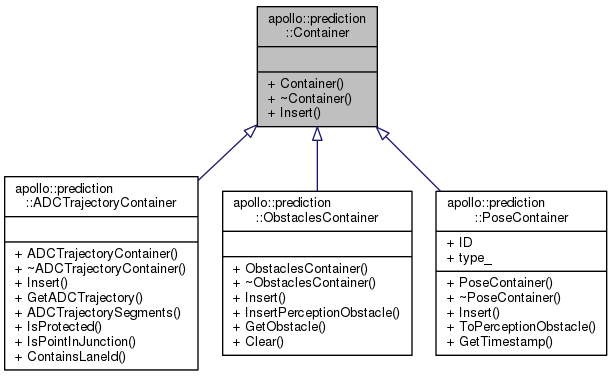 apollo::prediction
::Container
+ Container()
+ ~Container()
+ Insert()
apollo::prediction
::ADCTrajectoryContainer
+ ADCTrajectoryContainer()
+ ~ADCTrajectoryContainer()
+ Insert()
+ GetADCTrajectory()
+ ADCTrajectorySegments()
+ IsProtected()
+ IsPointInJunction()
+ ContainsLaneId()
apollo::prediction
::ObstaclesContainer
+ ObstaclesContainer()
+ ~ObstaclesContainer()
+ Insert()
+ InsertPerceptionObstacle()
+ GetObstacle()
+ Clear()
apollo::prediction
::PoseContainer
+ ID
+ type_
+ PoseContainer()
+ ~PoseContainer()
+ Insert()
+ ToPerceptionObstacle()
+ GetTimestamp()